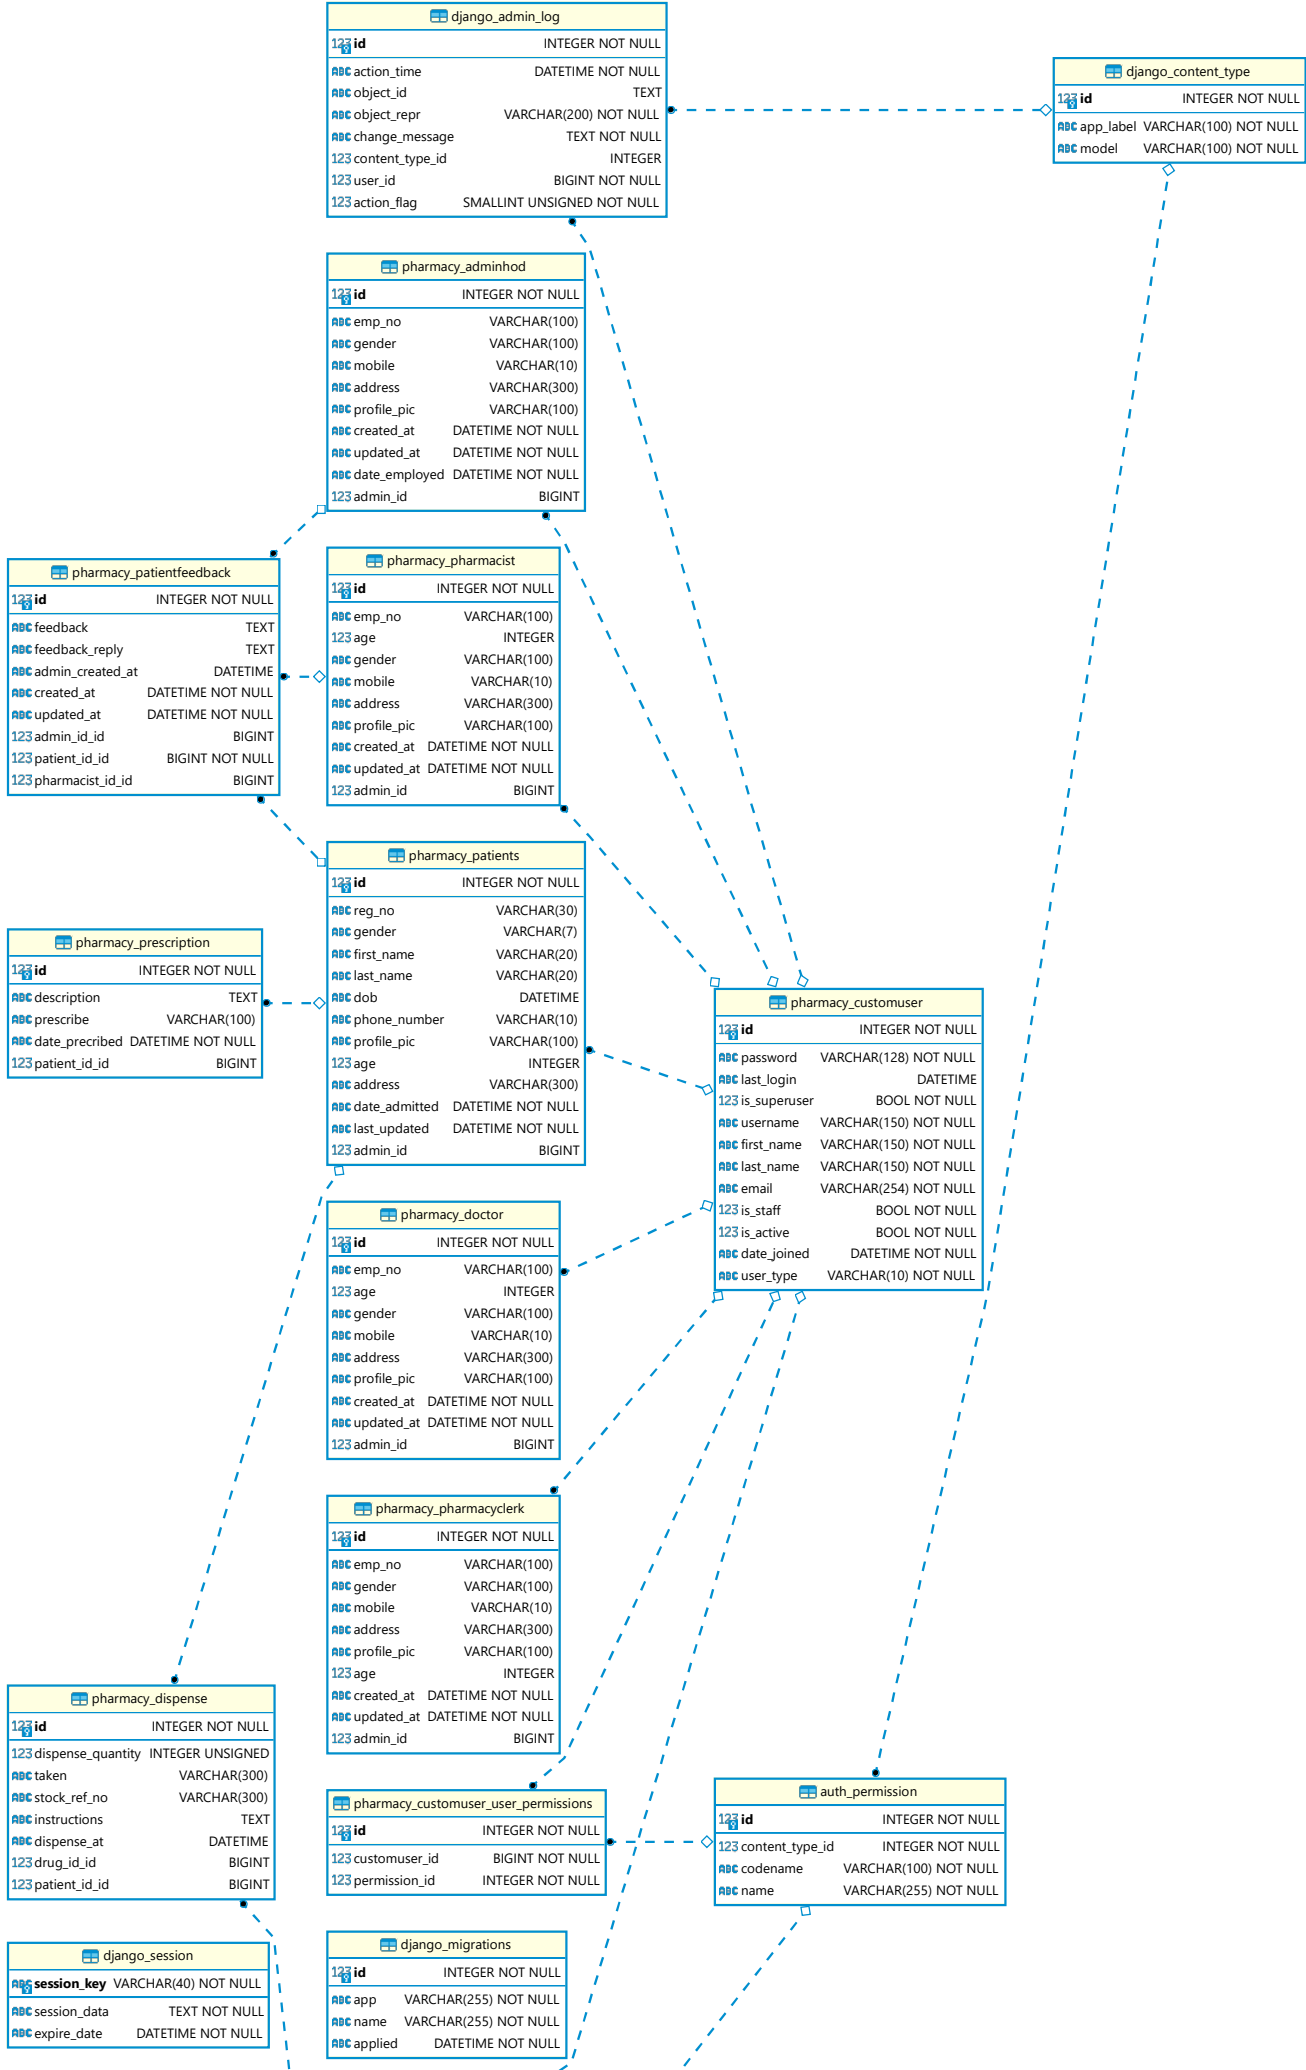 django_admin_log
id INTEGER NOT NULL
action_time DATETIME NOT NULL
object_id TEXT
object_repr VARCHAR(200) NOT NULL
change_message TEXT NOT NULL
content_type_id INTEGER
user_id BIGINT NOT NULL
action_flag SMALLINT UNSIGNED NOT NULL
django_content_type
id INTEGER NOT NULL
app_label VARCHAR(100) NOT NULL
model VARCHAR(100) NOT NULL
pharmacy_adminhod
id INTEGER NOT NULL
emp_no VARCHAR(100)
gender VARCHAR(100)
mobile VARCHAR(10)
address VARCHAR(300)
profile_pic VARCHAR(100)
created_at DATETIME NOT NULL
updated_at DATETIME NOT NULL
date_employed DATETIME NOT NULL
admin_id BIGINT
pharmacy_patientfeedback
id INTEGER NOT NULL
feedback TEXT
feedback_reply TEXT
admin_created_at DATETIME
created_at DATETIME NOT NULL
updated_at DATETIME NOT NULL
admin_id_id BIGINT
patient_id_id BIGINT NOT NULL
pharmacist_id_id BIGINT
pharmacy_pharmacist
id INTEGER NOT NULL
emp_no VARCHAR(100)
age INTEGER
gender VARCHAR(100)
mobile VARCHAR(10)
address VARCHAR(300)
profile_pic VARCHAR(100)
created_at DATETIME NOT NULL
updated_at DATETIME NOT NULL
admin_id BIGINT
pharmacy_patients
id INTEGER NOT NULL
reg_no VARCHAR(30)
gender VARCHAR(7)
first_name VARCHAR(20)
last_name VARCHAR(20)
dob DATETIME
phone_number VARCHAR(10)
profile_pic VARCHAR(100)
age INTEGER
address VARCHAR(300)
date_admitted DATETIME NOT NULL
last_updated DATETIME NOT NULL
admin_id BIGINT
pharmacy_prescription
id INTEGER NOT NULL
description TEXT
prescribe VARCHAR(100)
date_precribed DATETIME NOT NULL
patient_id_id BIGINT
pharmacy_customuser
id INTEGER NOT NULL
password VARCHAR(128) NOT NULL
last_login DATETIME
is_superuser BOOL NOT NULL
username VARCHAR(150) NOT NULL
first_name VARCHAR(150) NOT NULL
last_name VARCHAR(150) NOT NULL
email VARCHAR(254) NOT NULL
is_staff BOOL NOT NULL
is_active BOOL NOT NULL
date_joined DATETIME NOT NULL
user_type VARCHAR(10) NOT NULL
pharmacy_doctor
id INTEGER NOT NULL
emp_no VARCHAR(100)
age INTEGER
gender VARCHAR(100)
mobile VARCHAR(10)
address VARCHAR(300)
profile_pic VARCHAR(100)
created_at DATETIME NOT NULL
updated_at DATETIME NOT NULL
admin_id BIGINT
pharmacy_pharmacyclerk
id INTEGER NOT NULL
emp_no VARCHAR(100)
gender VARCHAR(100)
mobile VARCHAR(10)
address VARCHAR(300)
profile_pic VARCHAR(100)
age INTEGER
created_at DATETIME NOT NULL
updated_at DATETIME NOT NULL
admin_id BIGINT
pharmacy_dispense
id INTEGER NOT NULL
dispense_quantity INTEGER UNSIGNED
taken VARCHAR(300)
stock_ref_no VARCHAR(300)
instructions TEXT
dispense_at DATETIME
drug_id_id BIGINT
patient_id_id BIGINT
pharmacy_customuser_user_permissions
id INTEGER NOT NULL
customuser_id BIGINT NOT NULL
permission_id INTEGER NOT NULL
auth_permission
id INTEGER NOT NULL
content_type_id INTEGER NOT NULL
codename VARCHAR(100) NOT NULL
name VARCHAR(255) NOT NULL
django_session
session_key VARCHAR(40) NOT NULL
session_data TEXT NOT NULL
expire_date DATETIME NOT NULL
django_migrations
id INTEGER NOT NULL
app VARCHAR(255) NOT NULL
name VARCHAR(255) NOT NULL
applied DATETIME NOT NULL